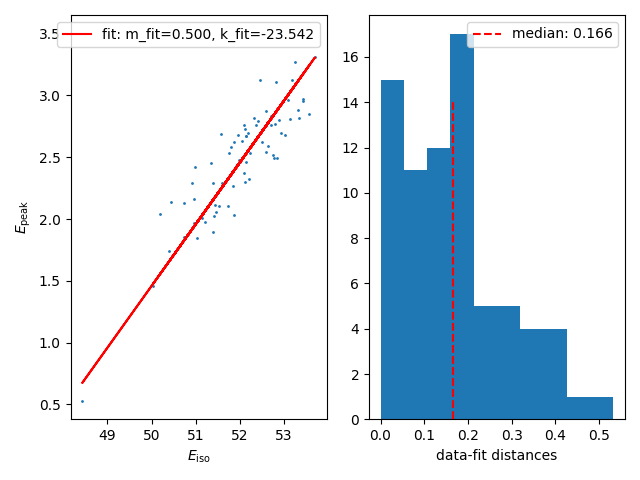 fit: m_fit=0.500, k_fit=-23.542
3.5
3.0
2.5
2.0
1.5
1.0
0.5
E_peak
49 50 51 52 53
E_iso
median: 0.166
16
14
12
10
8
6
4
2
0
0.0 0.1 0.2 0.3 0.4 0.5
data-fit distances